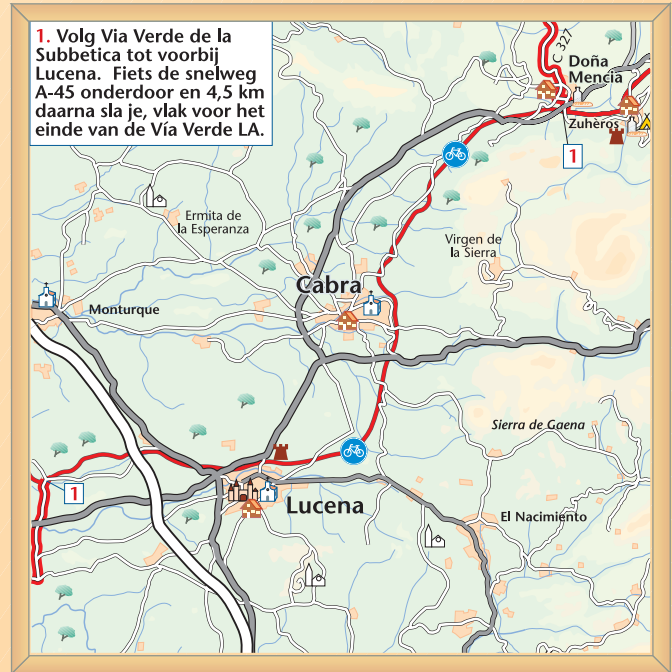 1. Volg Via Verde de la
Subbetica tot voorbij
Lucena. Fiets de snelweg
A-45 onderdoor en 4,5 km
daarna sla je, vlak voor het
einde van de Vía Verde LA.
C 327
Doña
Mencia
Zuheros
1
Ermita de
la Esperanza
Virgen de
la Sierra
Cabra
Monturque
Sierra de Gaena
1
Lucena
El Nacimiento